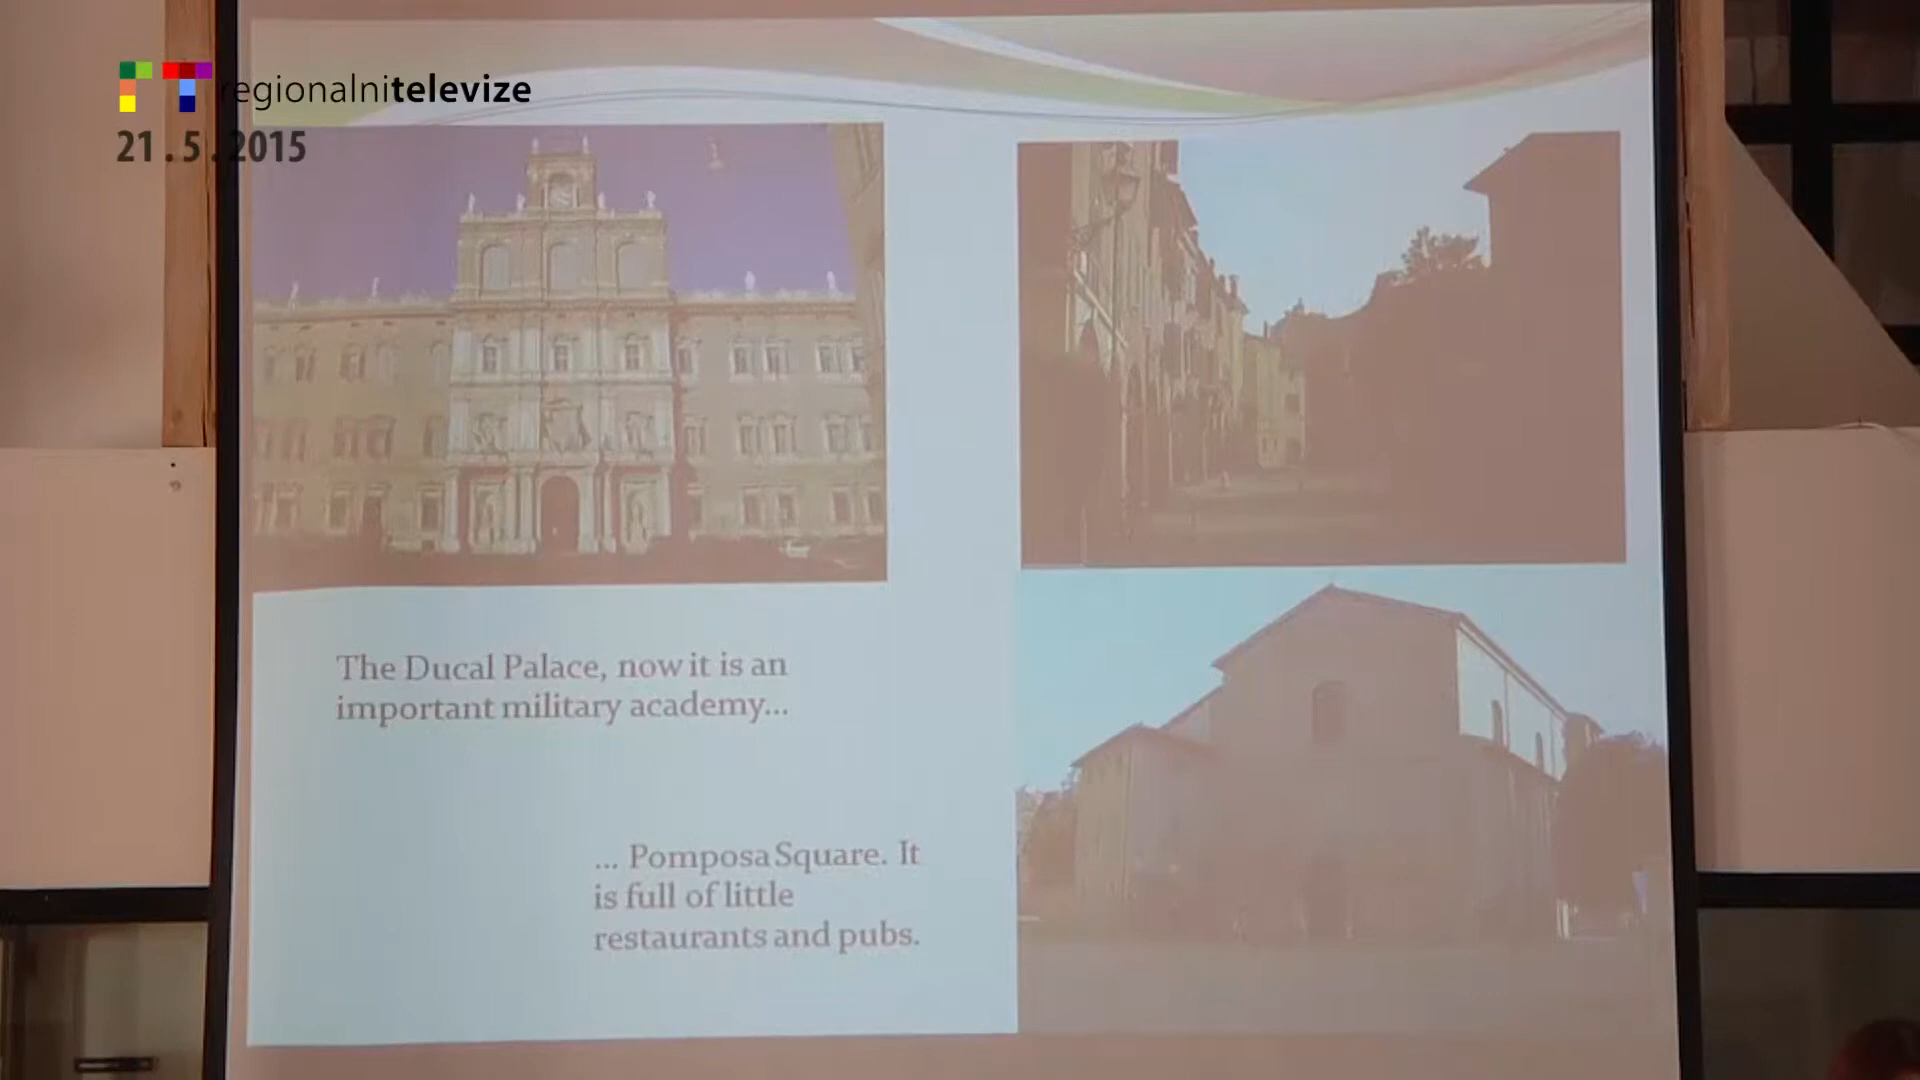 regionalnitelevize
21.5.2015
The Ducal Palace, now it is an
important military academy...
... Pomposa Square. It
is full of little
restaurants and pubs.